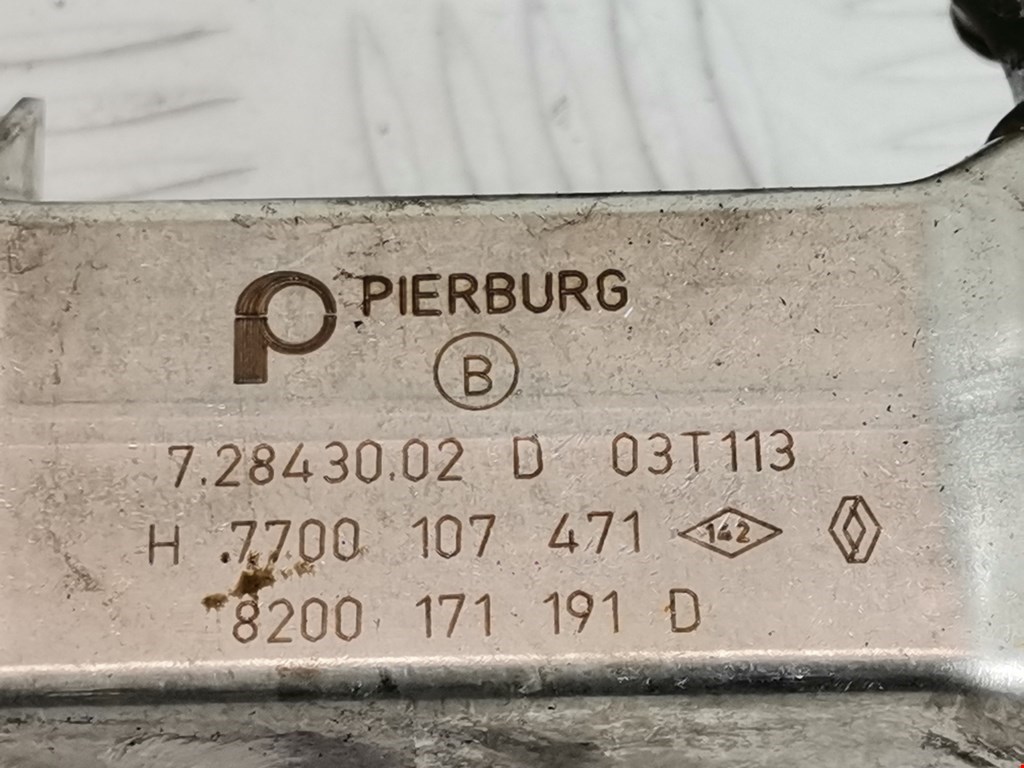 PIERBURG
B
7.28430.02 D 03T113
H 7700 107 471 142
8200 171 191 D